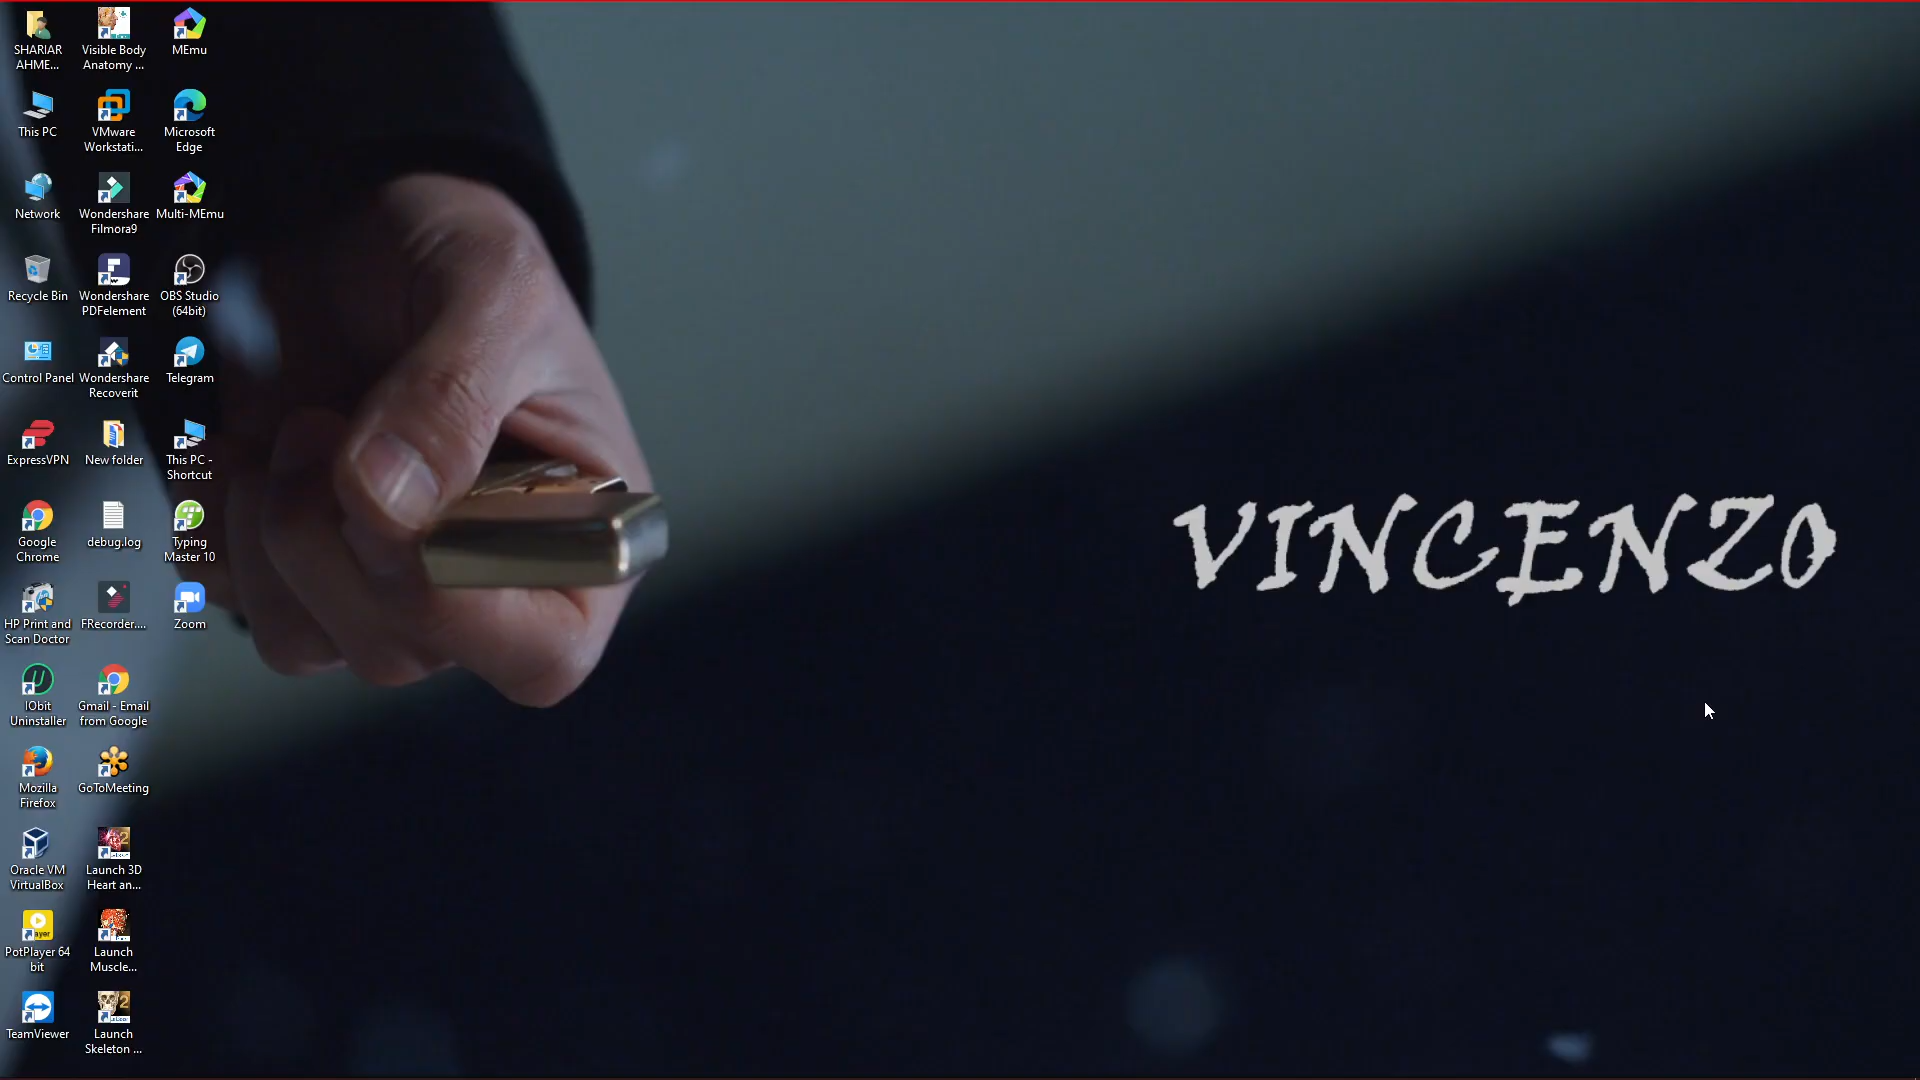 SHARIAR
AHME...
This PC
Network
Recycle Bin
Control Panel
ExpressVPN
Google
Chrome
HP Print and
Scan Doctor
IObit
Uninstaller
Mozilla
Firefox
Oracle VM
VirtualBox
PotPlayer 64
bit
TeamViewer
Visible Body
Anatomy ...
VMware
Workstati...
Wondershare
Filmora9
Wondershare
PDFelement
Wondershare
Recoverit
New folder
debug.log
FRecorder....
Gmail - Email
from Google
GoToMeeting
Launch 3D
Heart an...
Launch
Muscle...
Launch
Skeleton ...
MEmu
Microsoft
Edge
Multi-MEmu
OBS Studio
(64bit)
Telegram
This PC -
Shortcut
Typing
Master 10
Zoom
VINCENZO